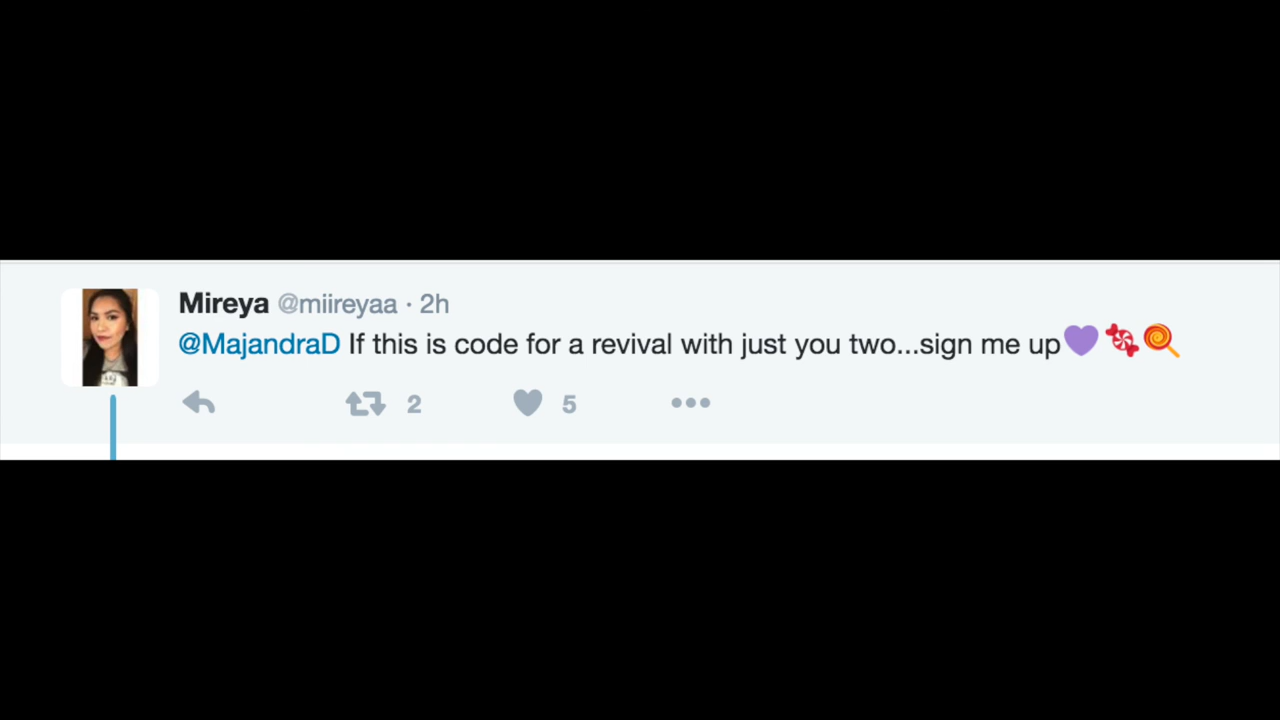 Mireya @miireyaa · 2h
@MajandraD If this is code for a revival with just you two...sign me up💜🍬🍭
2 5